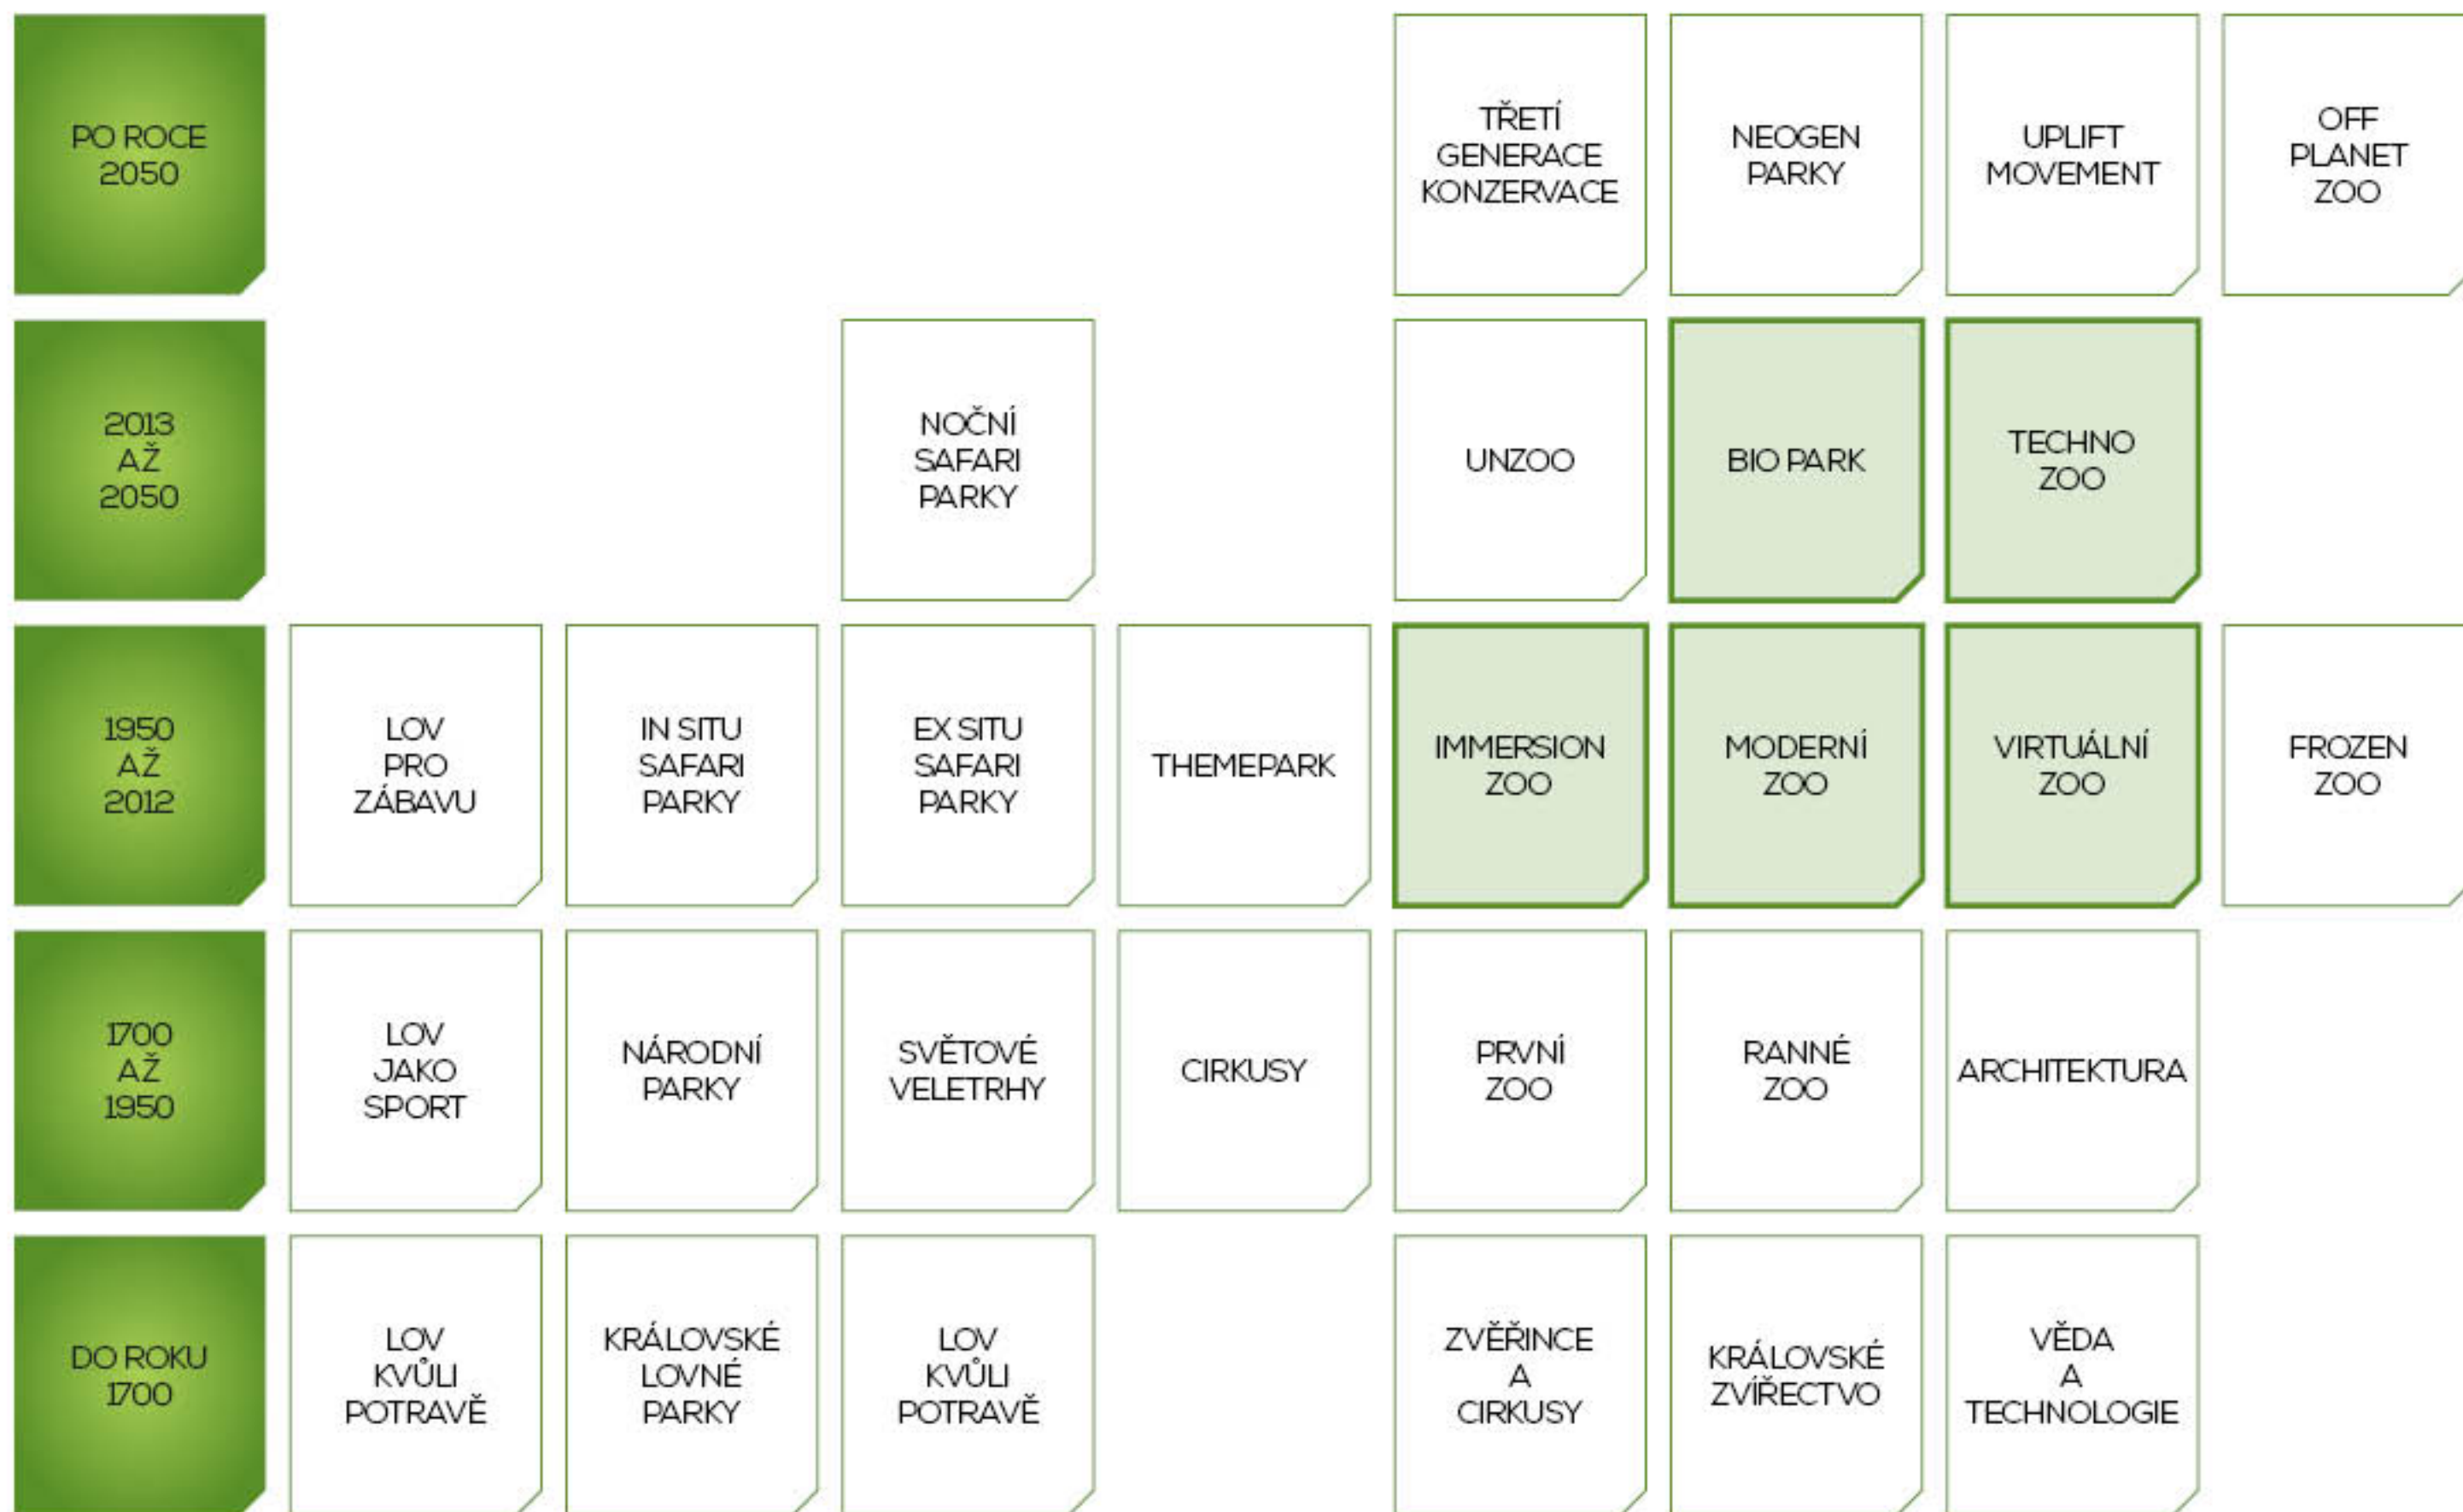 PO ROCE
2050
TŘETÍ
GENERACE
KONZERVACE
NEOGEN
PARKY
UPLIFT
MOVEMENT
OFF
PLANET
ZOO
2013
AŽ
2050
NOČNÍ
SAFARI
PARKY
UNZOO
BIO PARK
TECHNO
ZOO
1950
AŽ
2012
LOV
PRO
ZÁBAVU
IN SITU
SAFARI
PARKY
EX SITU
SAFARI
PARKY
THEMEPARK
IMMERSION
ZOO
MODERNÍ
ZOO
VIRTUÁLNÍ
ZOO
FROZEN
ZOO
1700
AŽ
1950
LOV
JAKO
SPORT
NÁRODNÍ
PARKY
SVĚTOVÉ
VELETRHY
CIRKUSY
PRVNÍ
ZOO
RANNÉ
ZOO
ARCHITEKTURA
DO ROKU
1700
LOV
KVŮLI
POTRAVĚ
KRÁLOVSKÉ
LOVNÉ
PARKY
LOV
KVŮLI
POTRAVĚ
ZVĚŘINCE
A
CIRKUSY
KRÁLOVSKÉ
ZVÍŘECTVO
VĚDA
A
TECHNOLOGIE